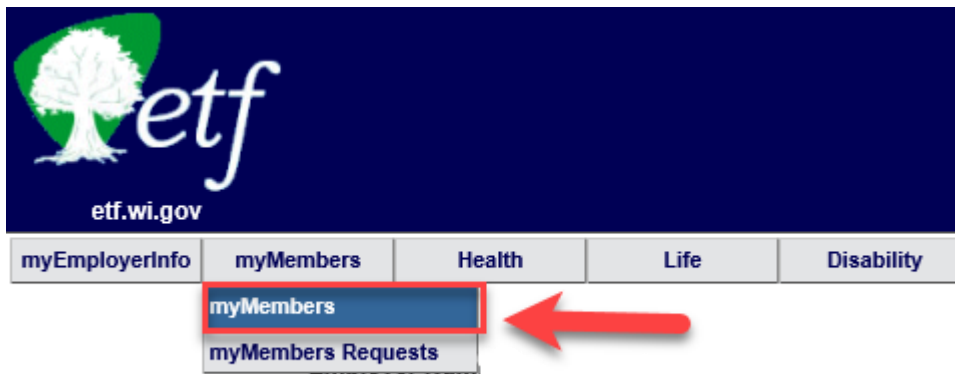 etf
etf.wi.gov
myEmployerInfo myMembers Health Life Disability
myMembers
myMembers Requests